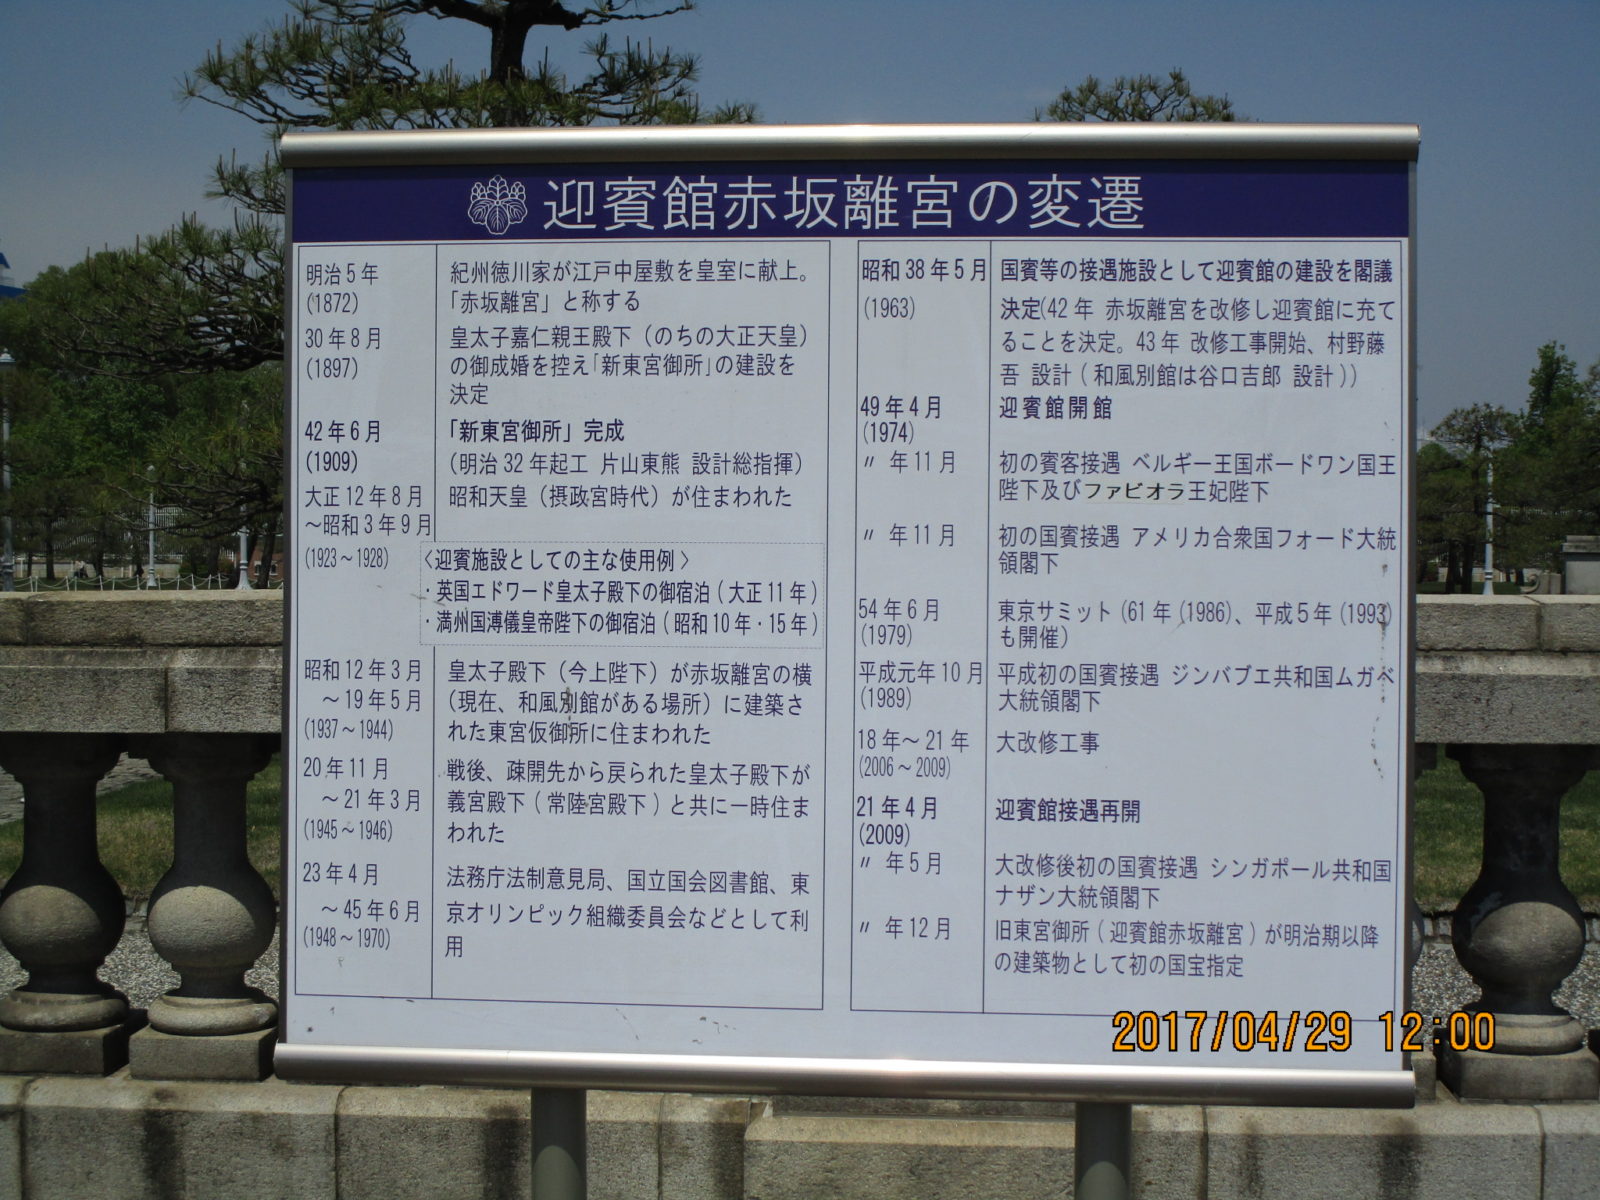 迎賓館赤坂離宮の変遷
明治5年
(1872)
紀州徳川家が江戸中屋敷を皇室に献上。
「赤坂離宮」と称する
30年8月
(1897)
皇太子嘉仁親王殿下(のちの大正天皇)
の御成婚を控え「新東宮御所」の建設を
決定
42年6月
(1909)
「新東宮御所」完成
(明治32年起工 片山東熊 設計総指揮)
大正12年8月
～昭和3年9月
(1923～1928)
昭和天皇(摂政宮時代)が住まわれた
〈迎賓施設としての主な使用例〉
・英国エドワード皇太子殿下の御宿泊(大正11年)
・満州国溥儀皇帝陛下の御宿泊(昭和10年・15年)
昭和12年3月
～19年5月
(1937～1944)
皇太子殿下(今上陛下)が赤坂離宮の横
(現在、和風別館がある場所)に建築さ
れた東宮仮御所に住まわれた
20年11月
～21年3月
(1945～1946)
戦後、疎開先から戻られた皇太子殿下が
義宮殿下(常陸宮殿下)と共に一時住ま
われた
23年4月
～45年6月
(1948～1970)
法務庁法制意見局、国立国会図書館、東
京オリンピック組織委員会などとして利
用
昭和38年5月
(1963)
国賓等の接遇施設として迎賓館の建設を閣議
決定(42年 赤坂離宮を改修し迎賓館に充て
ることを決定。43年 改修工事開始、村野藤
吾 設計(和風別館は谷口吉郎 設計))
49年4月
(1974)
迎賓館開館
〃 年11月
初の賓客接遇 ベルギー王国ボードワン国王
陛下及びファビオラ王妃陛下
〃 年11月
初の国賓接遇 アメリカ合衆国フォード大統
領閣下
54年6月
(1979)
東京サミット(61年(1986)、平成5年(1993)
も開催)
平成元年10月
(1989)
平成初の国賓接遇 ジンバブエ共和国ムガベ
大統領閣下
18年～21年
(2006～2009)
大改修工事
21年4月
(2009)
迎賓館接遇再開
〃 年5月
大改修後初の国賓接遇 シンガポール共和国
ナザン大統領閣下
〃 年12月
旧東宮御所(迎賓館赤坂離宮)が明治期以降
の建築物として初の国宝指定
2017/04/29 12:00